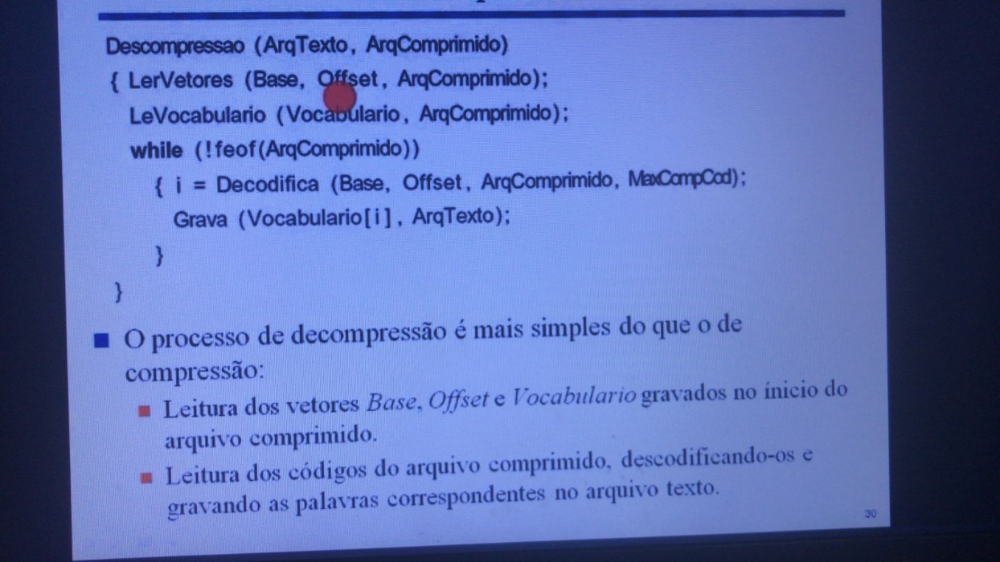 Descompressao (ArqTexto, ArqComprimido)
{ LerVetores (Base, Offset, ArqComprimido);
LeVocabulario (Vocabulario, ArqComprimido);
while (!feof(ArqComprimido))
{ i = Decodifica (Base, Offset, ArqComprimido, MaxCompCod);
Grava (Vocabulario[i], ArqTexto);
}
}
O processo de decompressão é mais simples do que o de
compressão:
Leitura dos vetores Base, Offset e Vocabulario gravados no ínicio do
arquivo comprimido.
Leitura dos códigos do arquivo comprimido, descodificando-os e
gravando as palavras correspondentes no arquivo texto.
30